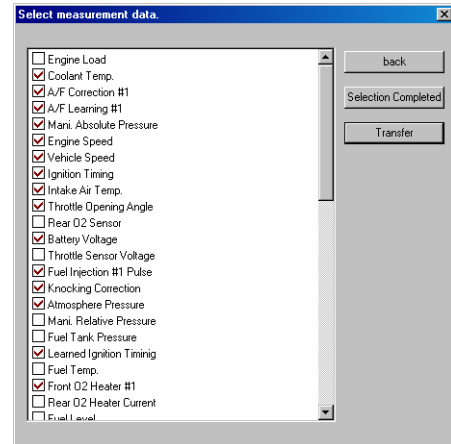 Select measurement data.
Engine Load
Coolant Temp.
A/F Correction #1
A/F Learning #1
Mani. Absolute Pressure
Engine Speed
Vehicle Speed
Ignition Timing
Intake Air Temp.
Throttle Opening Angle
Rear O2 Sensor
Battery Voltage
Throttle Sensor Voltage
Fuel Injection #1 Pulse
Knocking Correction
Atmosphere Pressure
Mani. Relative Pressure
Fuel Tank Pressure
Learned Ignition Timinig
Fuel Temp.
Front O2 Heater #1
Rear O2 Heater Current
Fuel Level
back
Selection Completed
Transfer